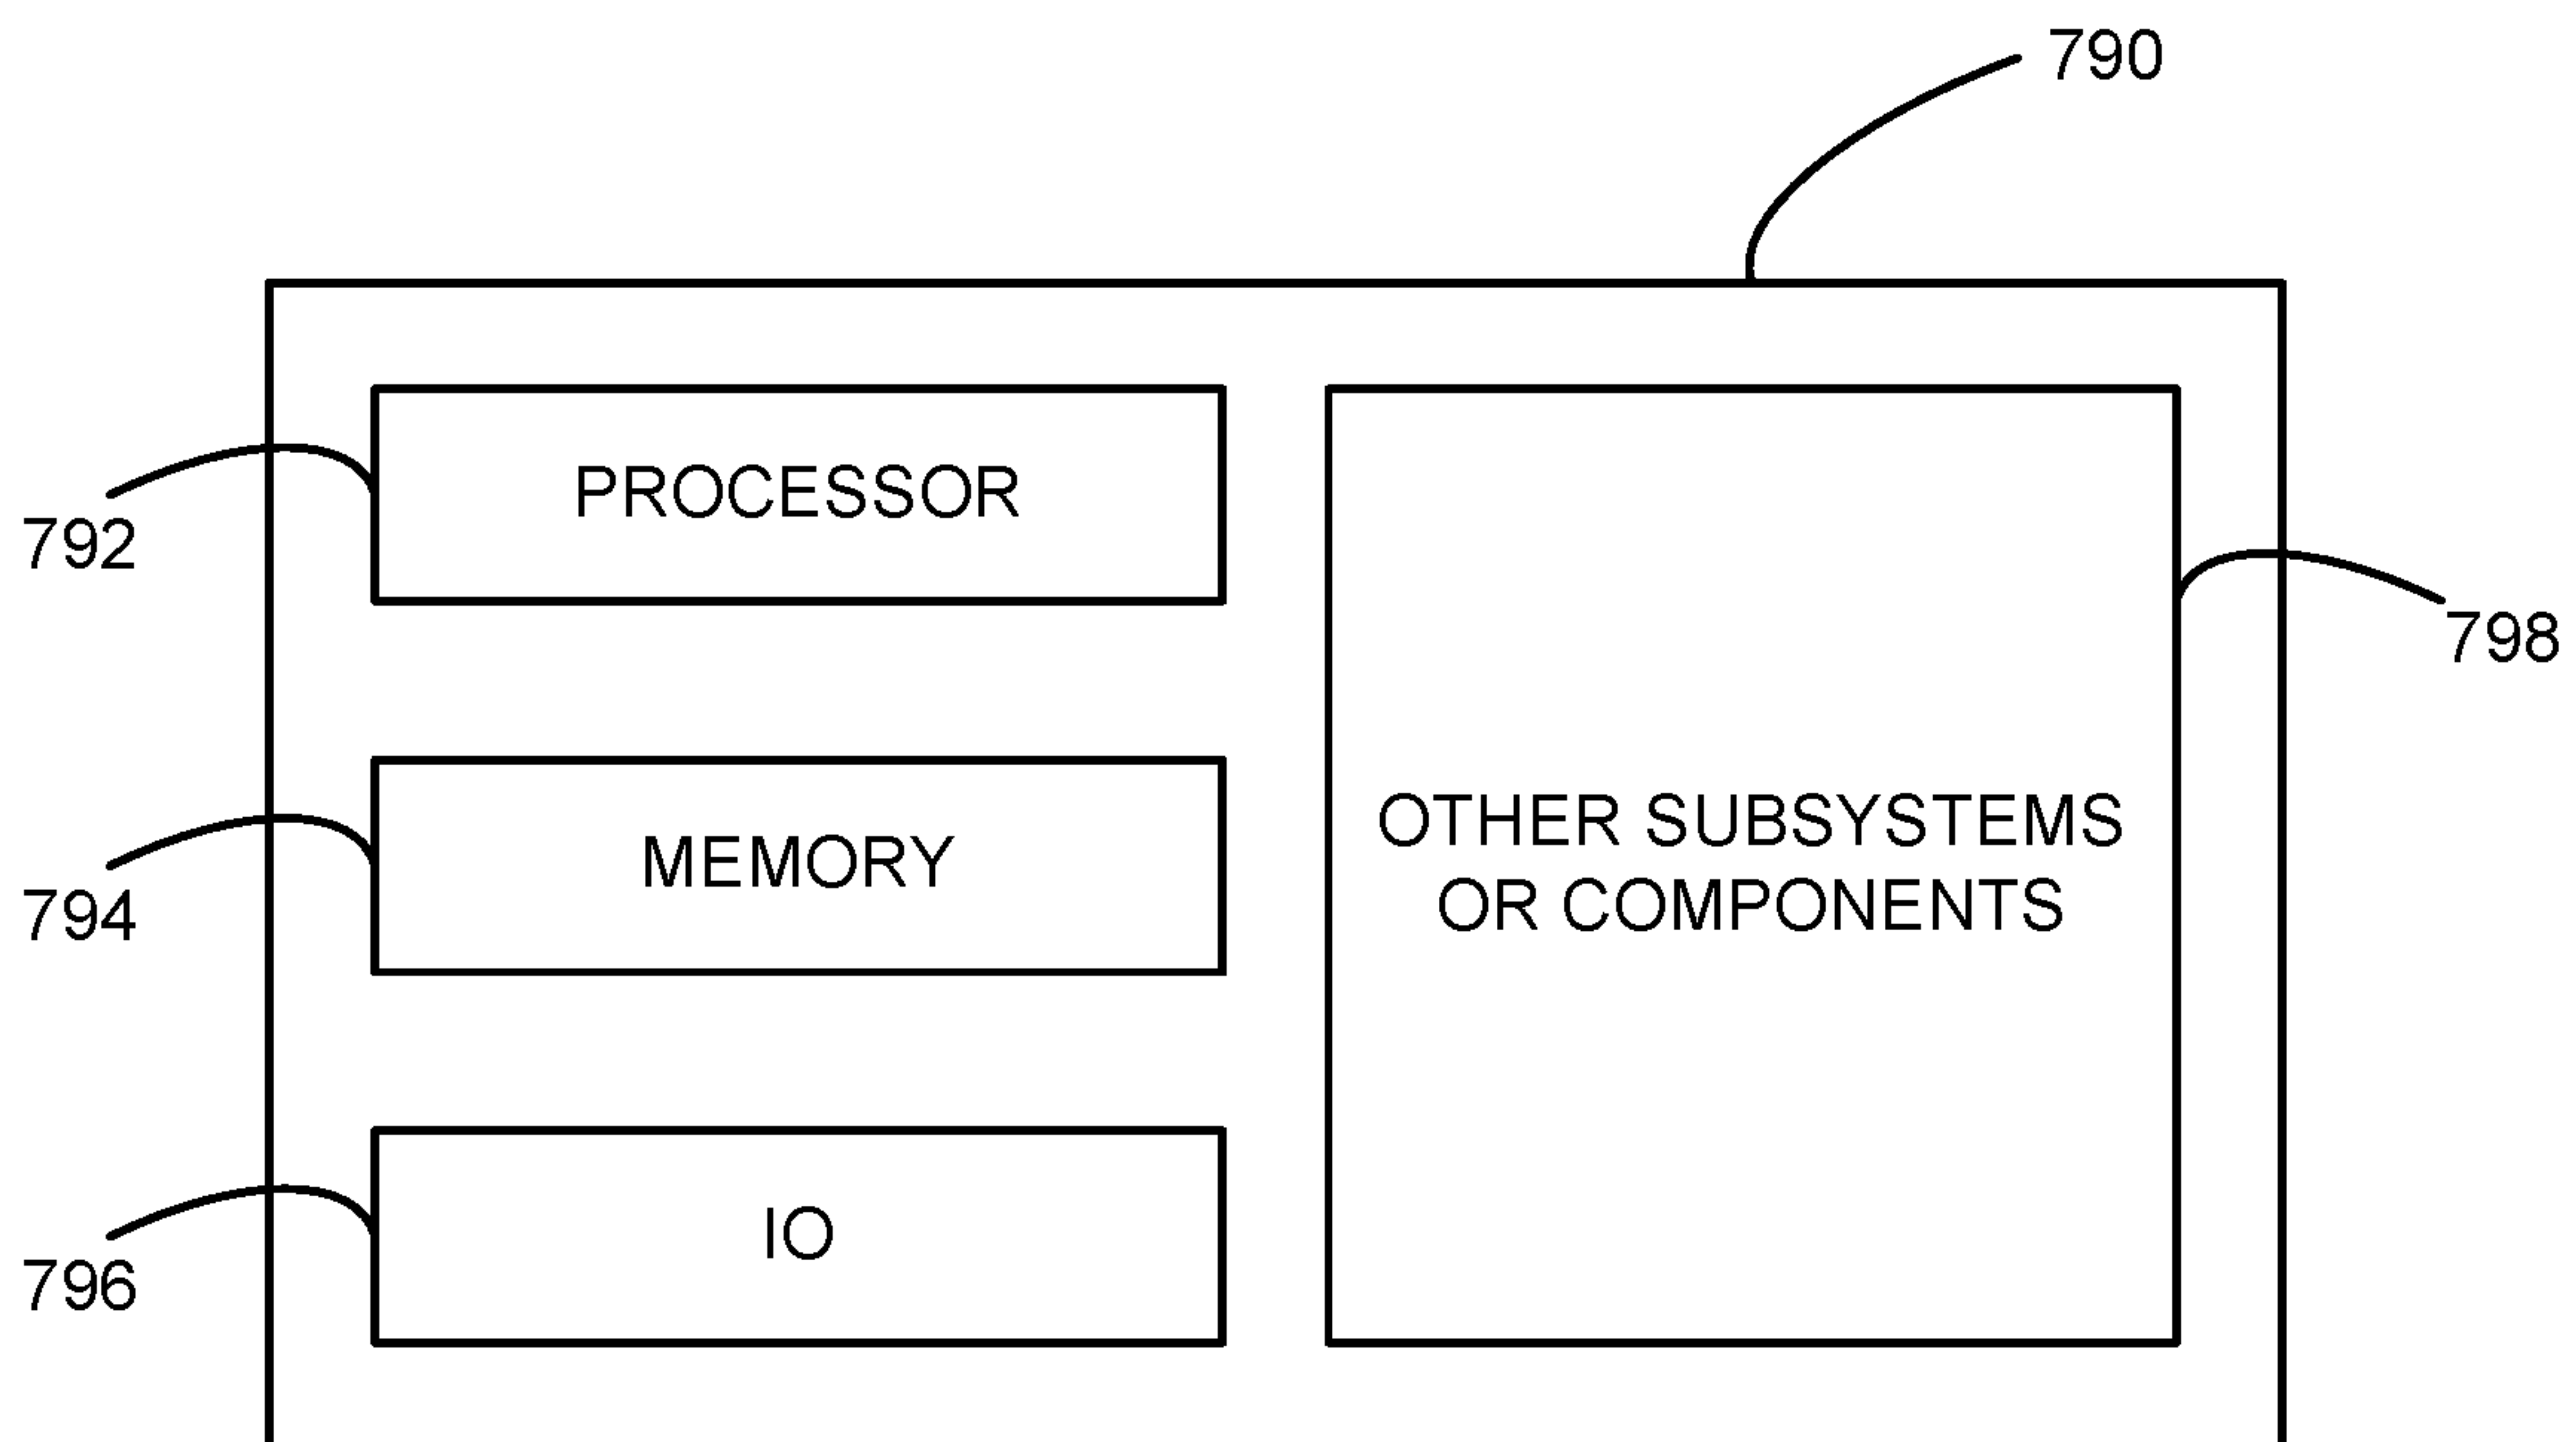 790
PROCESSOR
792
798
OTHER SUBSYSTEMS
OR COMPONENTS
MEMORY
794
IO
796